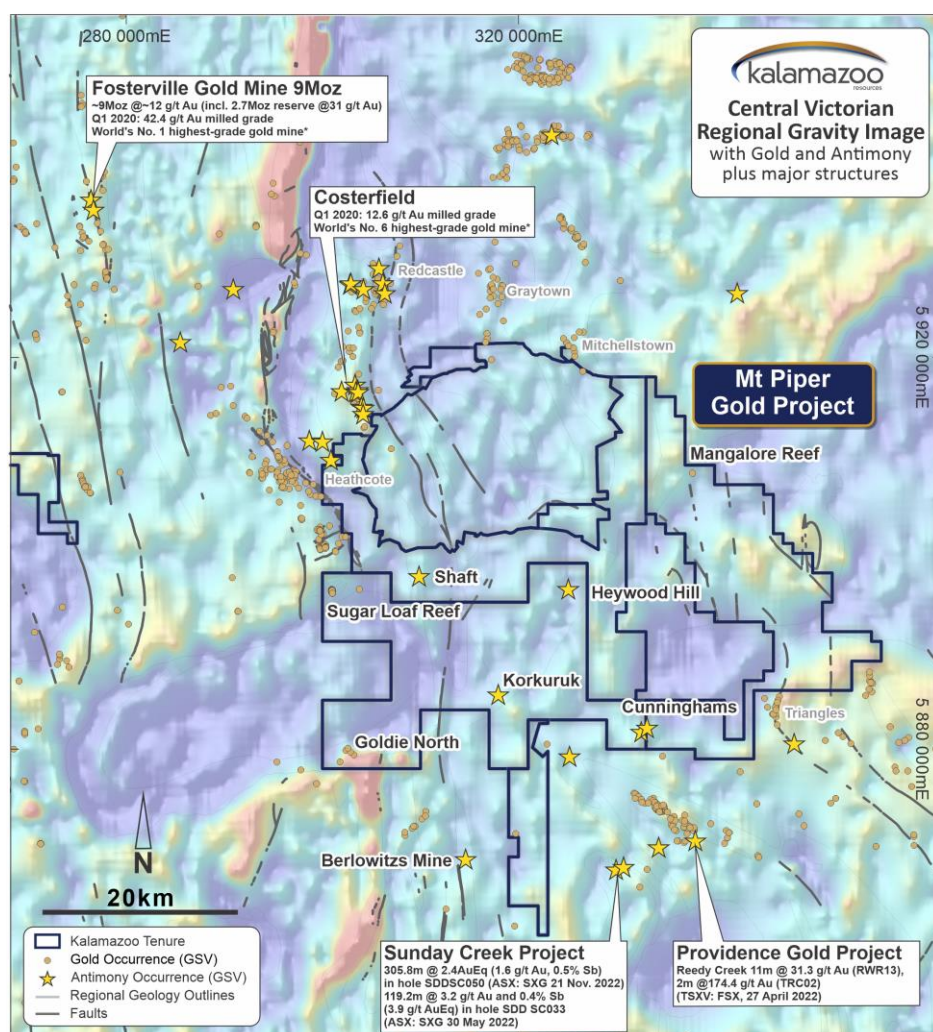 280 000mE
320 000mE
kalamazoo
resources
Central Victorian
Regional Gravity Image
with Gold and Antimony
plus major structures
Fosterville Gold Mine 9Moz
~9Moz @~12 g/t Au (incl. 2.7Moz reserve @31 g/t Au)
Q1 2020: 42.4 g/t Au milled grade
World's No. 1 highest-grade gold mine*
Costerfield
Q1 2020: 12.6 g/t Au milled grade
World's No. 6 highest-grade gold mine*
Redcastle
Graytown
5 920 000mE
Mitchellstown
Mt Piper
Gold Project
Mangalore Reef
Heathcote
Shaft
Heywood Hill
Sugar Loaf Reef
Korkuruk
Cunninghams
Triangles
5 880 000mE
Goldie North
Berlowitzs Mine
N
20km
Kalamazoo Tenure
Gold Occurrence (GSV)
Antimony Occurrence (GSV)
Regional Geology Outlines
Faults
Sunday Creek Project
305.8m @ 2.4AuEq (1.6 g/t Au, 0.5% Sb)
in hole SDDSC050 (ASX: SXG 21 Nov. 2022)
119.2m @ 3.2 g/t Au and 0.4% Sb
(3.9 g/t AuEq) in hole SDD SC033
(ASX: SXG 30 May 2022)
Providence Gold Project
Reedy Creek 11m @ 31.3 g/t Au (RWR13),
2m @174.4 g/t Au (TRC02)
(TSXV: FSX, 27 April 2022)